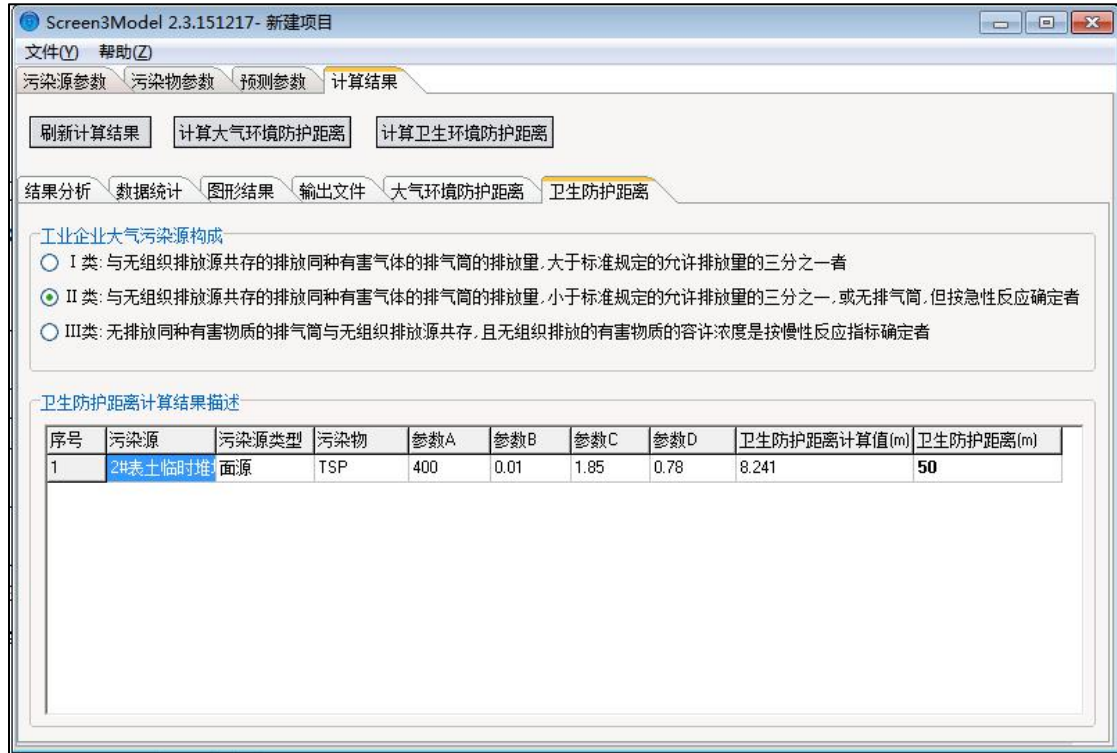 Screen3Model 2.3.151217- 新建项目
文件(Y) 帮助(Z)
污染源参数 污染物参数 预测参数 计算结果
刷新计算结果 计算大气环境防护距离 计算卫生环境防护距离
结果分析 数据统计 图形结果 输出文件 大气环境防护距离 卫生防护距离
工业企业大气污染源构成
I 类: 与无组织排放源共存的排放同种有害气体的排气筒的排放量,大于标准规定的允许排放量的三分之一者
II 类: 与无组织排放源共存的排放同种有害气体的排气筒的排放量,小于标准规定的允许排放量的三分之一,或无排气筒,但按急性反应确定者
III类: 无排放同种有害物质的排气筒与无组织排放源共存,且无组织排放的有害物质的容许浓度是按慢性反应指标确定者
卫生防护距离计算结果描述
序号 污染源 污染源类型 污染物 参数A 参数B 参数C 参数D 卫生防护距离计算值(m) 卫生防护距离(m)
1 2#表土临时堆 面源 TSP 400 0.01 1.85 0.78 8.241 50